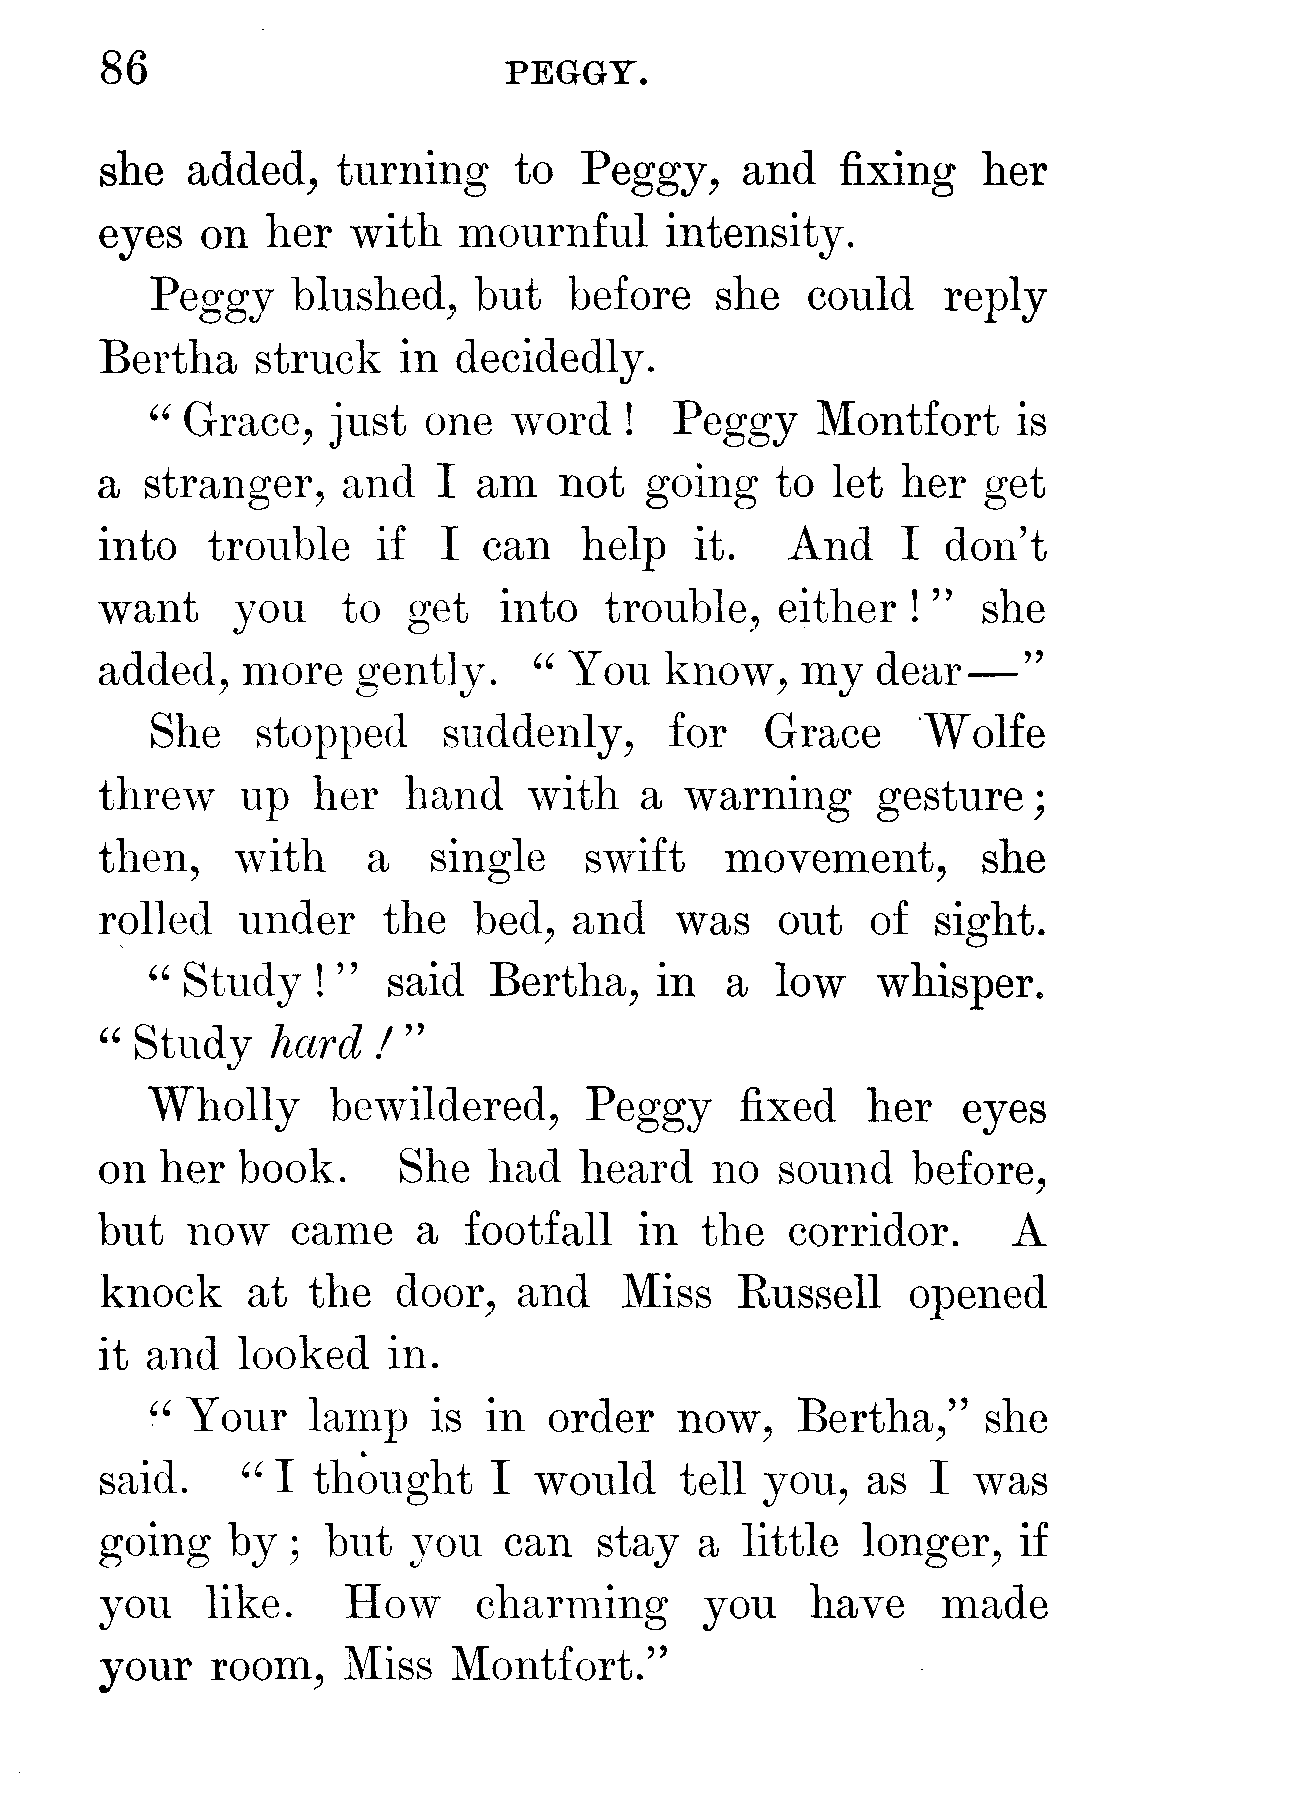 86 PEGGY.
she added, turning to Peggy, and fixing her
eyes on her with mournful intensity.
Peggy blushed, but before she could reply
Bertha struck in decidedly.
“Grace, just one word! Peggy Montfort is
a stranger, and I am not going to let her get
into trouble if I can help it. And I don’t
want you to get into trouble, either!” she
added, more gently. “You know, my dear—”
She stopped suddenly, for Grace Wolfe
threw up her hand with a warning gesture;
then, with a single swift movement, she
rolled under the bed, and was out of sight.
“Study!” said Bertha, in a low whisper.
“Study hard!”
Wholly bewildered, Peggy fixed her eyes
on her book. She had heard no sound before,
but now came a footfall in the corridor. A
knock at the door, and Miss Russell opened
it and looked in.
“Your lamp is in order now, Bertha,” she
said. “I thought I would tell you, as I was
going by; but you can stay a little longer, if
you like. How charming you have made
your room, Miss Montfort.”